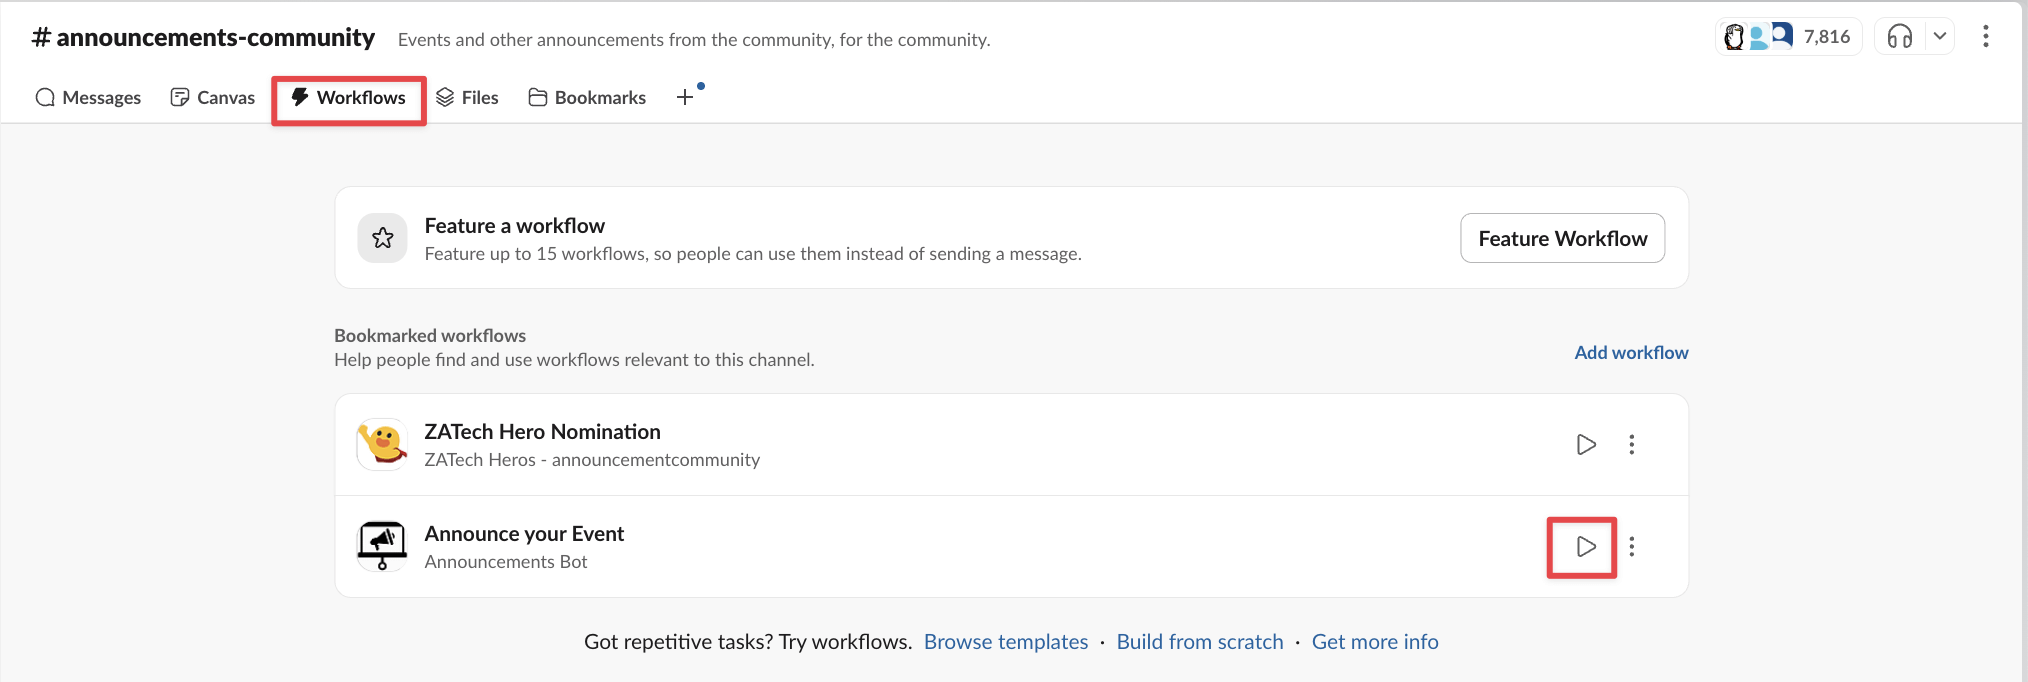 # announcements-community Events and other announcements from the community, for the community. 7,816
Messages Canvas Workflows Files Bookmarks +
Feature a workflow
Feature up to 15 workflows, so people can use them instead of sending a message.
Feature Workflow
Bookmarked workflows
Help people find and use workflows relevant to this channel.
Add workflow
ZATech Hero Nomination
ZATech Heros - announcementcommunity
Announce your Event
Announcements Bot
Got repetitive tasks? Try workflows. Browse templates · Build from scratch · Get more info